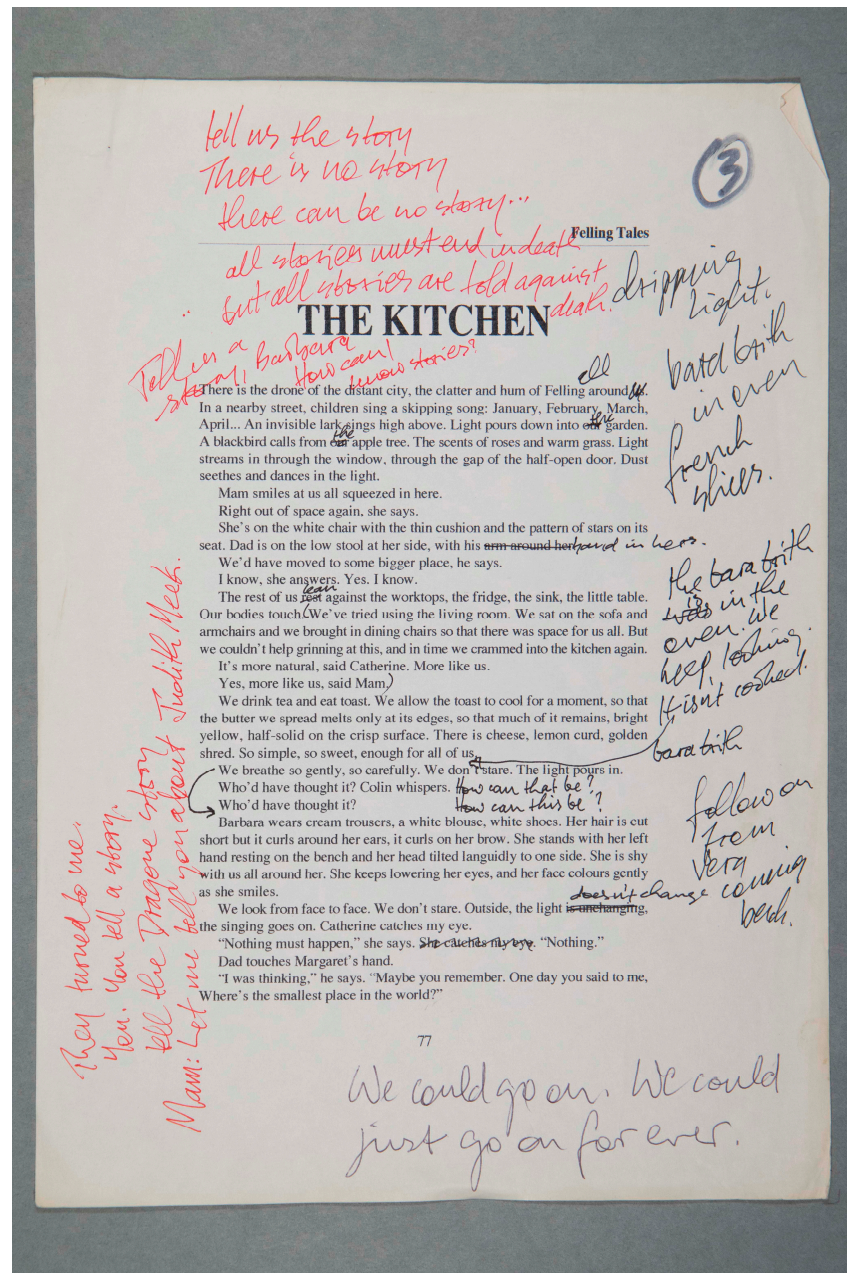 tell us the story
There is no story
there can be no story...
3
Felling Tales
all stories must end in death
but all stories are told against
death.
dripping
light.
THE KITCHEN
Tell us a
story, Barbara
How can I
know stories?
all
bara brith
in oven
french
slices.
There is the drone of the distant city, the clatter and hum of Felling around us.
In a nearby street, children sing a skipping song: January, February, March,
the
April... An invisible lark sings high above. Light pours down into our garden.
the
A blackbird calls from our apple tree. The scents of roses and warm grass. Light
streams in through the window, through the gap of the half-open door. Dust
seethes and dances in the light.
Mam smiles at us all squeezed in here.
Right out of space again, she says.
She's on the white chair with the thin cushion and the pattern of stars on its
seat. Dad is on the low stool at her side, with his arm around her hand in hers.
We'd have moved to some bigger place, he says.
I know, she answers. Yes. I know.
lean
The rest of us rest against the worktops, the fridge, the sink, the little table.
Our bodies touch. We've tried using the living room. We sat on the sofa and
armchairs and we brought in dining chairs so that there was space for us all. But
we couldn't help grinning at this, and in time we crammed into the kitchen again.
It's more natural, said Catherine. More like us.
Yes, more like us, said Mam.
We drink tea and eat toast. We allow the toast to cool for a moment, so that
the butter we spread melts only at its edges, so that much of it remains, bright
yellow, half-solid on the crisp surface. There is cheese, lemon curd, golden
shred. So simple, so sweet, enough for all of us.
We breathe so gently, so carefully. We don't stare. The light pours in.
Who'd have thought it? Colin whispers. How can that be?
Who'd have thought it? How can this be?
Barbara wears cream trousers, a white blouse, white shoes. Her hair is cut
short but it curls around her ears, it curls on her brow. She stands with her left
hand resting on the bench and her head tilted languidly to one side. She is shy
with us all around her. She keeps lowering her eyes, and her face colours gently
as she smiles.
doesn't change
We look from face to face. We don't stare. Outside, the light is unchanging,
the singing goes on. Catherine catches my eye.
"Nothing must happen," she says. She catches my eye. "Nothing."
Dad touches Margaret's hand.
"I was thinking," he says. "Maybe you remember. One day you said to me,
Where's the smallest place in the world?"
the bara brith
is
was in the
oven. We
keep looking.
It isn't cooked.
bara brith
follow on
from
Vera
coming
back.
They turned to me.
You. You tell a story.
tell the Dragone story
Mam: Let me tell you about Judith Meek.
77
We could go on. We could
just go on for ever.